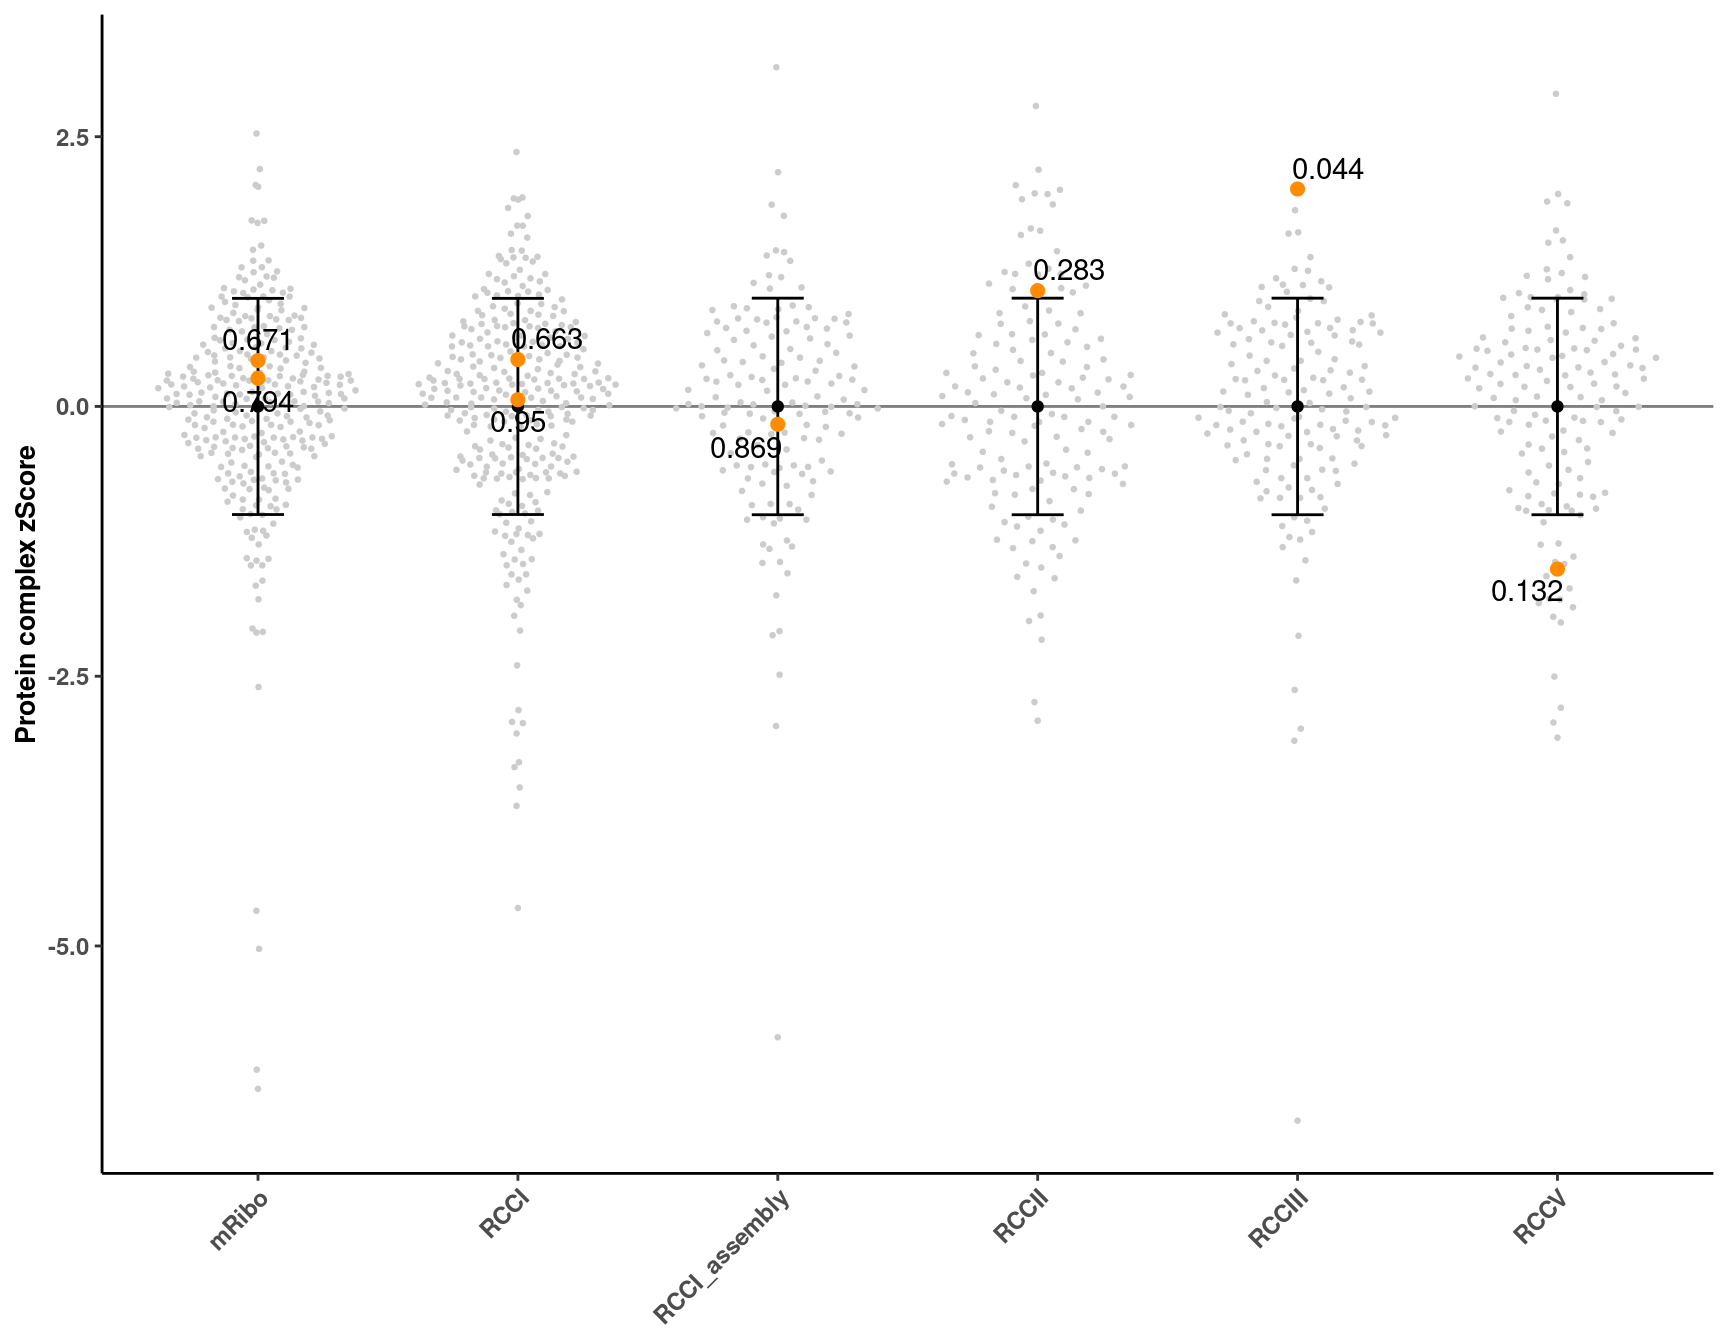 Protein complex zScore
2.5
0.0
-2.5
-5.0
0.671
0.794
0.663
0.95
0.869
0.283
0.044
0.132
mRibo
RCCI
RCCI_assembly
RCCII
RCCIII
RCCV